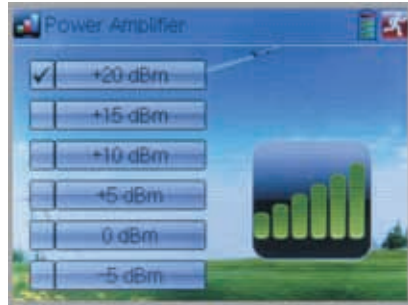 Power Amplifier
+20 dBm
+15 dBm
+10 dBm
+5 dBm
0 dBm
-5 dBm